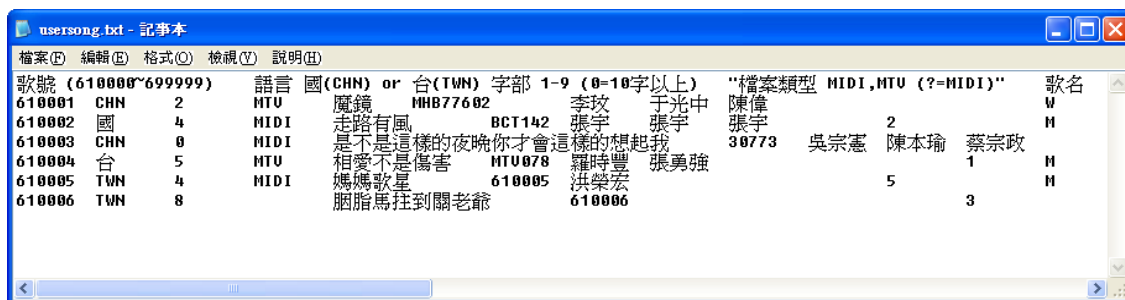 usersong.txt - 記事本
檔案(F) 編輯(E) 格式(O) 檢視(V) 說明(H)
歌號 (610000~699999) 語言 國(CHN) or 台(TWN) 字部 1-9 (0=10字以上) "檔案類型 MIDI,MTV (?=MIDI)" 歌名
610001 CHN 2 MTV 魔鏡 MHB77602 李玟 于光中 陳偉 W
610002 國 4 MIDI 走路有風 BCT142 張宇 張宇 張宇 2 M
610003 CHN 0 MIDI 是不是這樣的夜晚你才會這樣的想起我 30773 吳宗憲 陳本瑜 蔡宗政
610004 台 5 MTV 相愛不是傷害 MTV078 羅時豐 張勇強 1 M
610005 TWN 4 MIDI 媽媽歌星 610005 洪榮宏 5 M
610006 TWN 8 胭脂馬拄到關老爺 610006 3